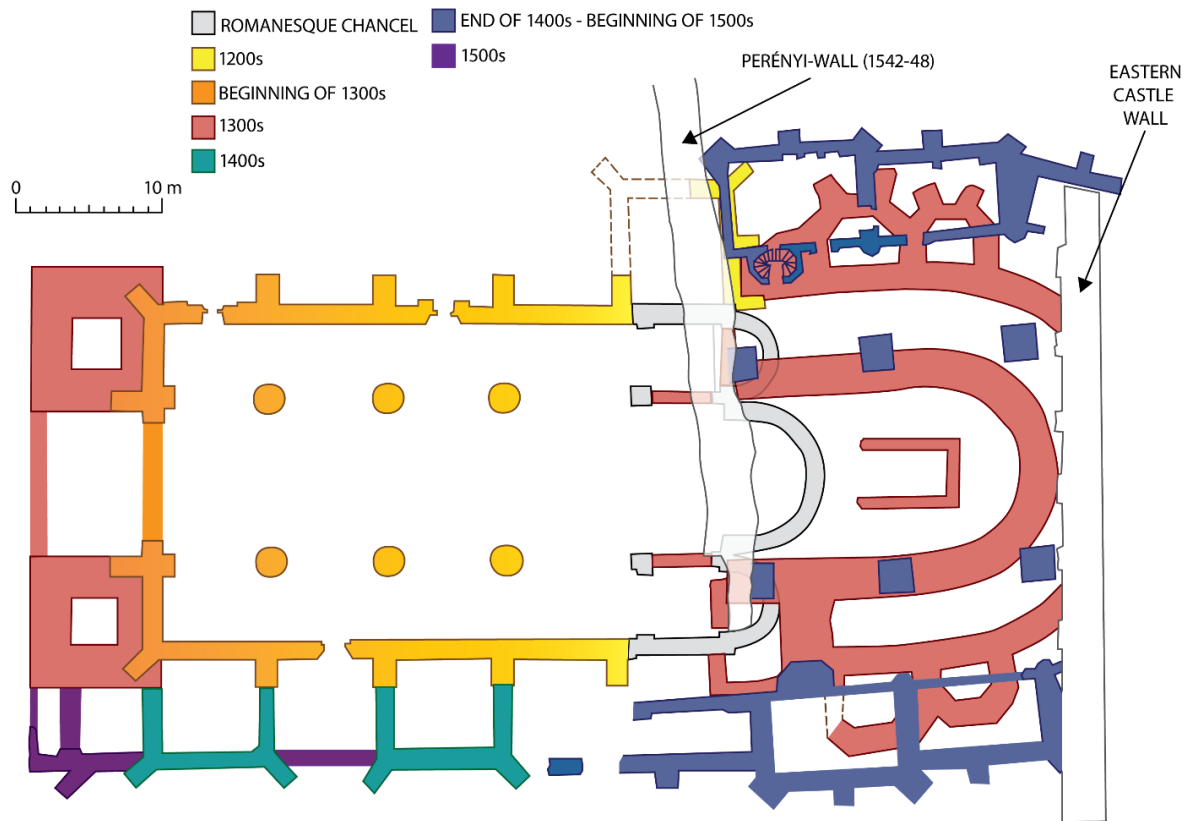 ROMANESQUE CHANCEL
1200s
BEGINNING OF 1300s
1300s
1400s
END OF 1400s - BEGINNING OF 1500s
1500s
PERÉNYI-WALL (1542-48)
EASTERN
CASTLE
WALL
0 10 m